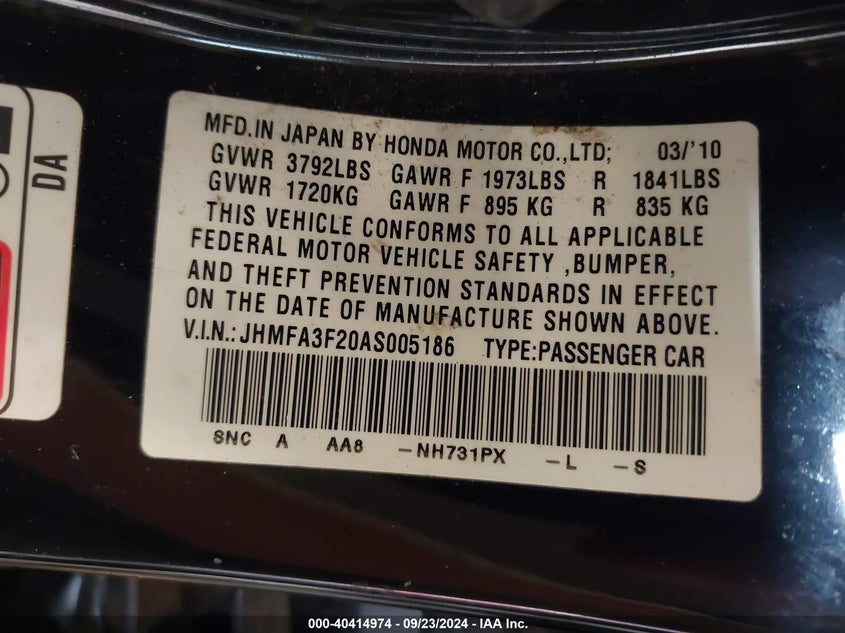 DA
MFD.IN JAPAN BY HONDA MOTOR CO.,LTD; 03/'10
GVWR 3792LBS GAWR F 1973LBS R 1841LBS
GVWR 1720KG GAWR F 895 KG R 835 KG
THIS VEHICLE CONFORMS TO ALL APPLICABLE
FEDERAL MOTOR VEHICLE SAFETY ,BUMPER,
AND THEFT PREVENTION STANDARDS IN EFFECT
ON THE DATE OF MANUFACTURE SHOWN ABOVE.
V.I.N.: JHMFA3F20AS005186 TYPE:PASSENGER CAR
SNC A AA8 -NH731PX -L -S
000-40414974 - 09/23/2024 - IAA Inc.